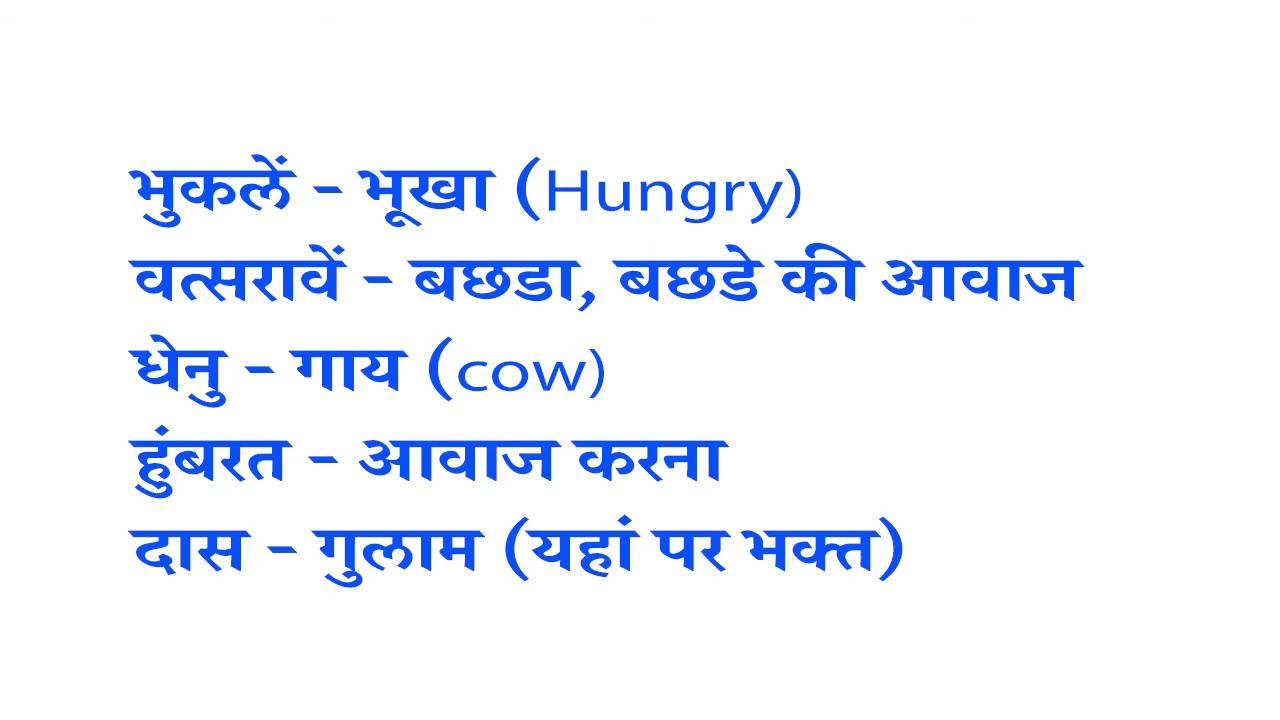 भुकलें - भूखा (Hungry)
वत्सरावें - बछडा, बछडे की आवाज
धेनु - गाय (cow)
हुंबरत - आवाज करना
दास - गुलाम (यहां पर भक्त)